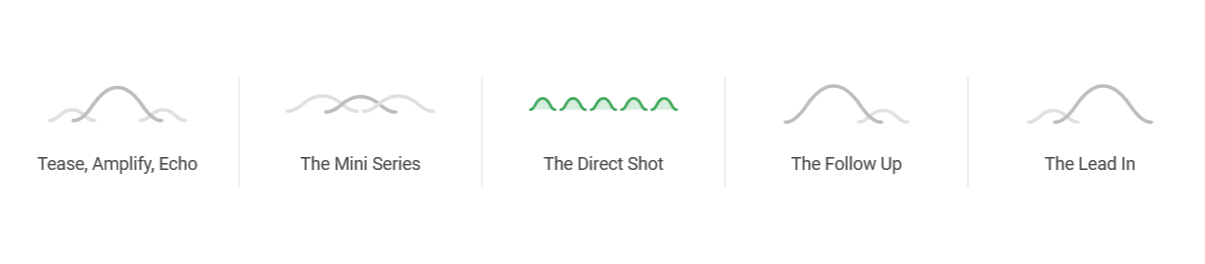 Tease, Amplify, Echo
The Mini Series
The Direct Shot
The Follow Up
The Lead In